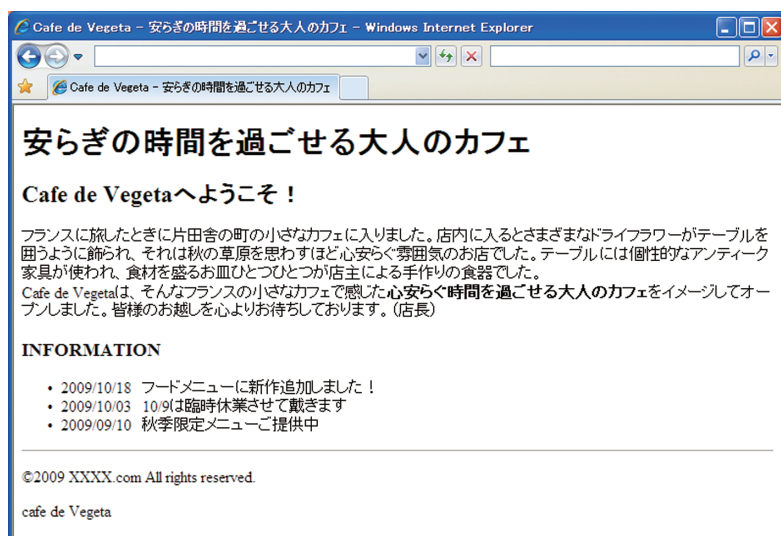 Cafe de Vegeta - 安らぎの時間を過ごせる大人のカフェ - Windows Internet Explorer
Cafe de Vegeta - 安らぎの時間を過ごせる大人のカフェ
安らぎの時間を過ごせる大人のカフェ
Cafe de Vegetaへようこそ！
フランスに旅したときに片田舎の町の小さなカフェに入りました。店内に入るとさまざまなドライフラワーがテーブルを
囲うように飾られ、それは秋の草原を思わすほど心安らぐ雰囲気のお店でした。テーブルには個性的なアンティーク
家具が使われ、食材を盛るお皿ひとつひとつが店主による手作りの食器でした。
Cafe de Vegetaは、そんなフランスの小さなカフェで感じた心安らぐ時間を過ごせる大人のカフェをイメージしてオー
プンしました。皆様のお越しを心よりお待ちしております。（店長）
INFORMATION
• 2009/10/18 フードメニューに新作追加しました！
• 2009/10/03 10/9は臨時休業させて戴きます
• 2009/09/10 秋季限定メニューご提供中
©2009 XXXX.com All rights reserved.
cafe de Vegeta